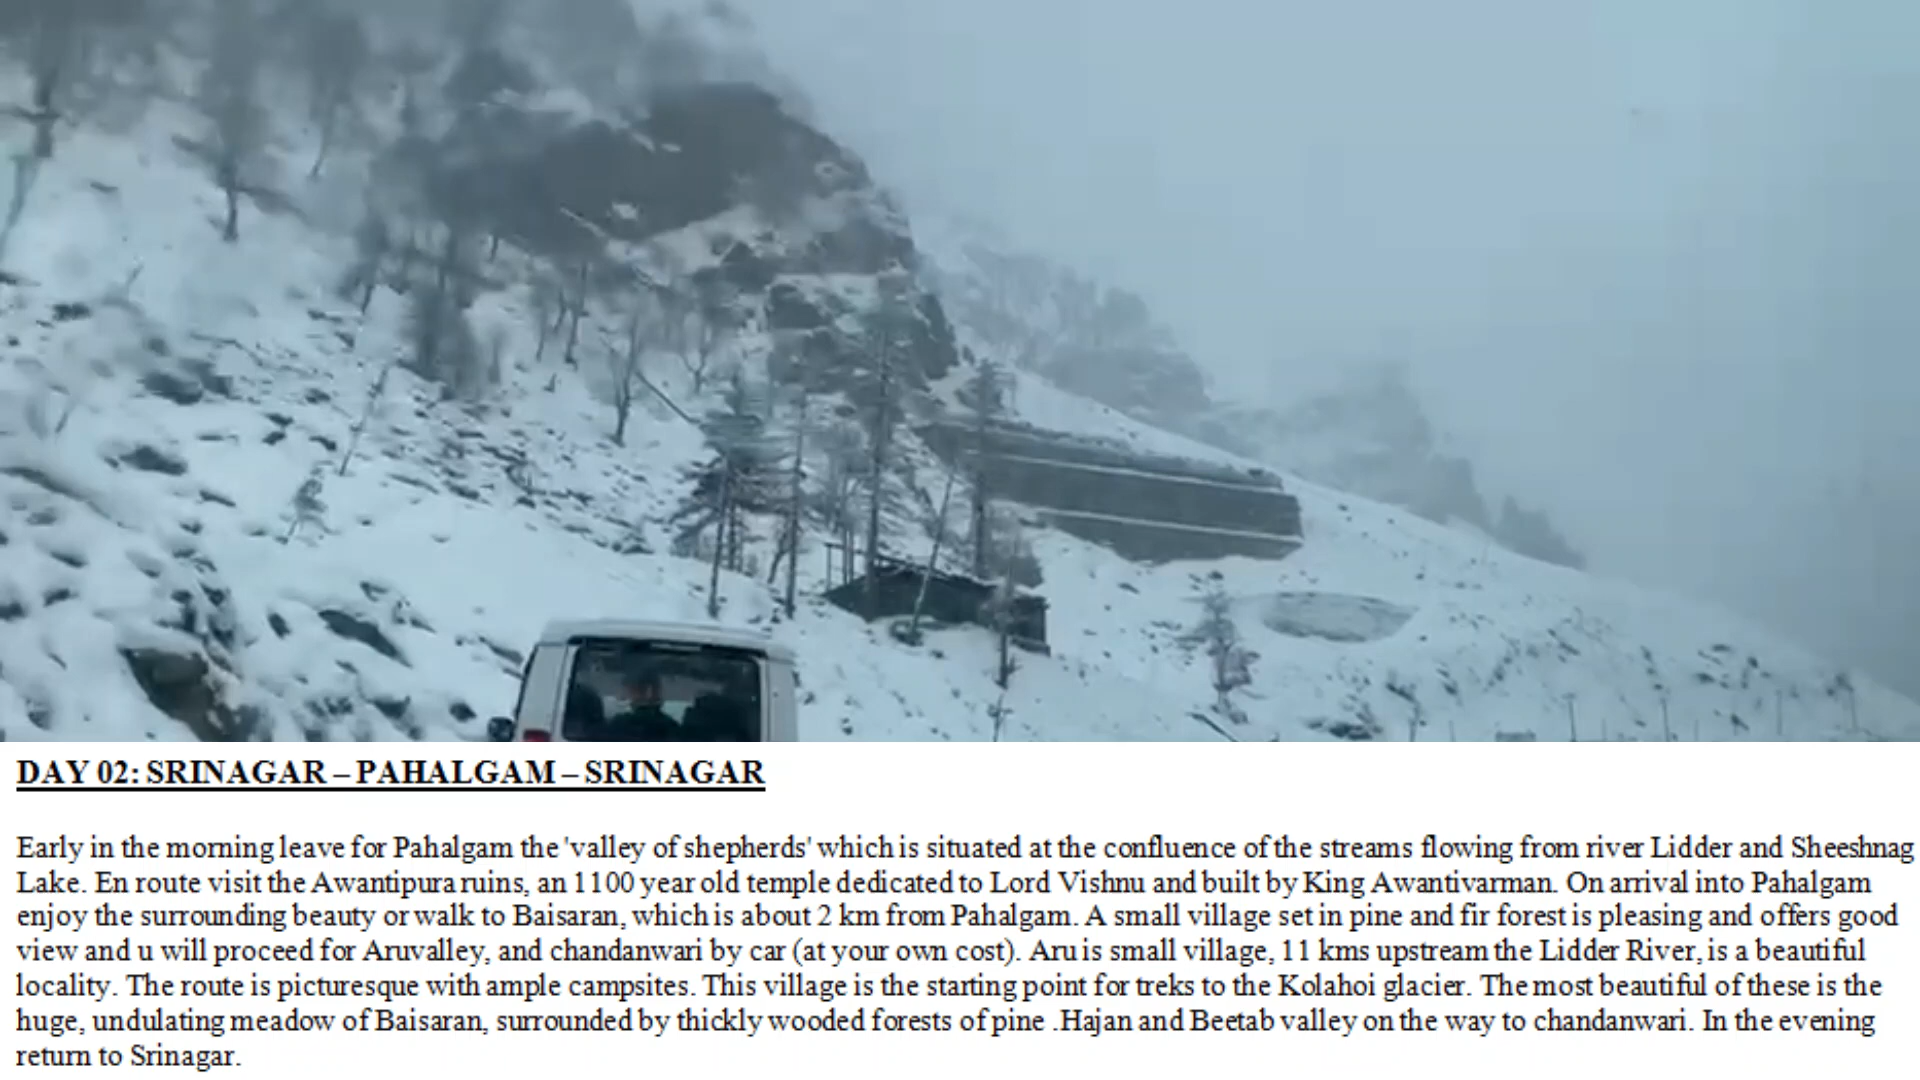 DAY 02: SRINAGAR – PAHALGAM – SRINAGAR
Early in the morning leave for Pahalgam the 'valley of shepherds' which is situated at the confluence of the streams flowing from river Lidder and Sheeshnag
Lake. En route visit the Awantipura ruins, an 1100 year old temple dedicated to Lord Vishnu and built by King Awantivarman. On arrival into Pahalgam
enjoy the surrounding beauty or walk to Baisaran, which is about 2 km from Pahalgam. A small village set in pine and fir forest is pleasing and offers good
view and u will proceed for Aruvalley, and chandanwari by car (at your own cost). Aru is small village, 11 kms upstream the Lidder River, is a beautiful
locality. The route is picturesque with ample campsites. This village is the starting point for treks to the Kolahoi glacier. The most beautiful of these is the
huge, undulating meadow of Baisaran, surrounded by thickly wooded forests of pine .Hajan and Beetab valley on the way to chandanwari. In the evening
return to Srinagar.